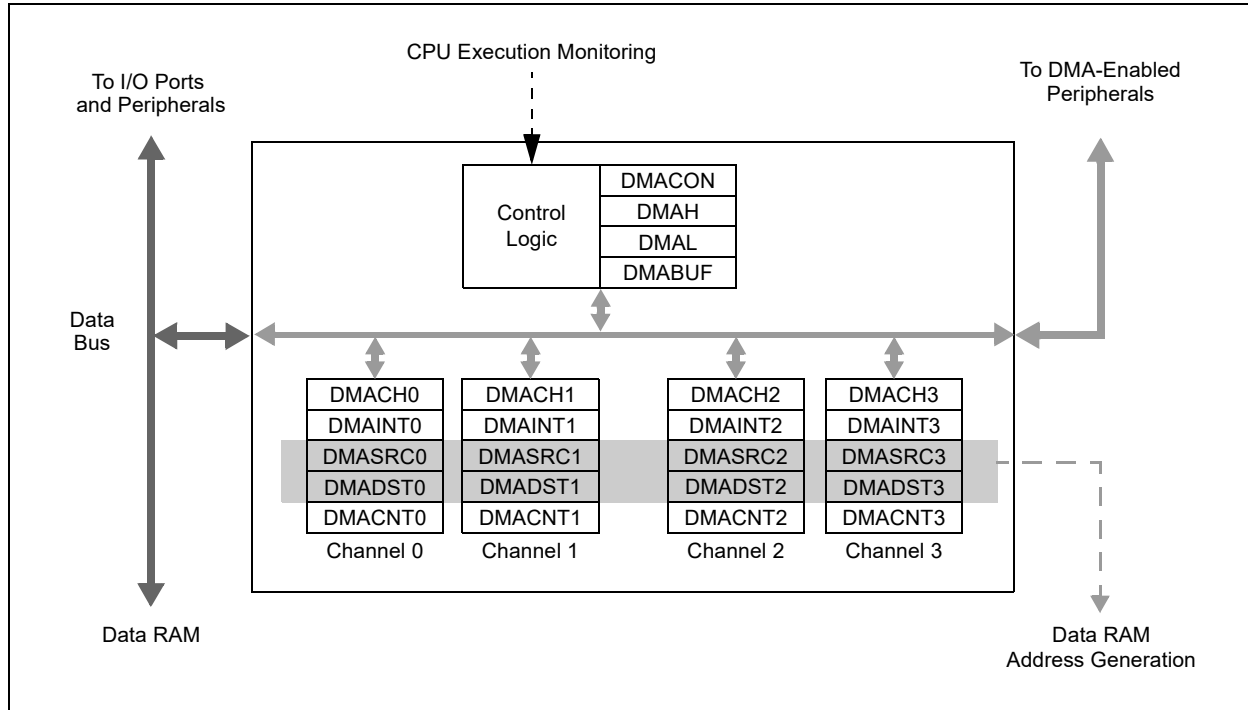 CPU Execution Monitoring
To I/O Ports
and Peripherals
To DMA-Enabled
Peripherals
Control
Logic
DMACON
DMAH
DMAL
DMABUF
Data
Bus
DMACH0
DMAINT0
DMASRC0
DMADST0
DMACNT0
Channel 0
DMACH1
DMAINT1
DMASRC1
DMADST1
DMACNT1
Channel 1
DMACH2
DMAINT2
DMASRC2
DMADST2
DMACNT2
Channel 2
DMACH3
DMAINT3
DMASRC3
DMADST3
DMACNT3
Channel 3
Data RAM
Data RAM
Address Generation